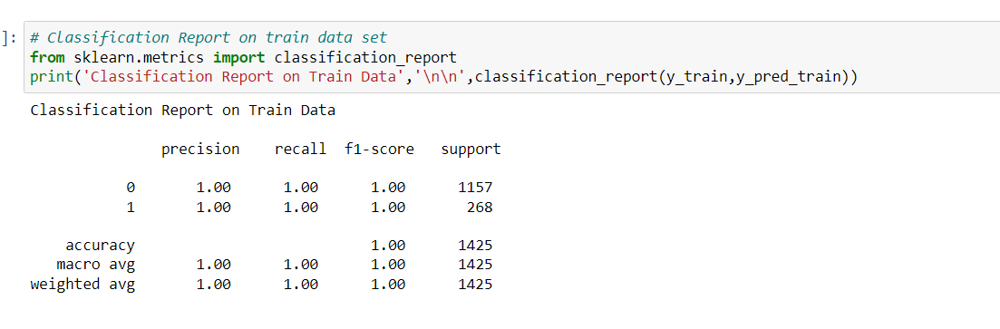 ]: # Classification Report on train data set
from sklearn.metrics import classification_report
print('Classification Report on Train Data','\n\n',classification_report(y_train,y_pred_train))
Classification Report on Train Data
precision recall f1-score support
0 1.00 1.00 1.00 1157
1 1.00 1.00 1.00 268
accuracy 1.00 1425
macro avg 1.00 1.00 1.00 1425
weighted avg 1.00 1.00 1.00 1425